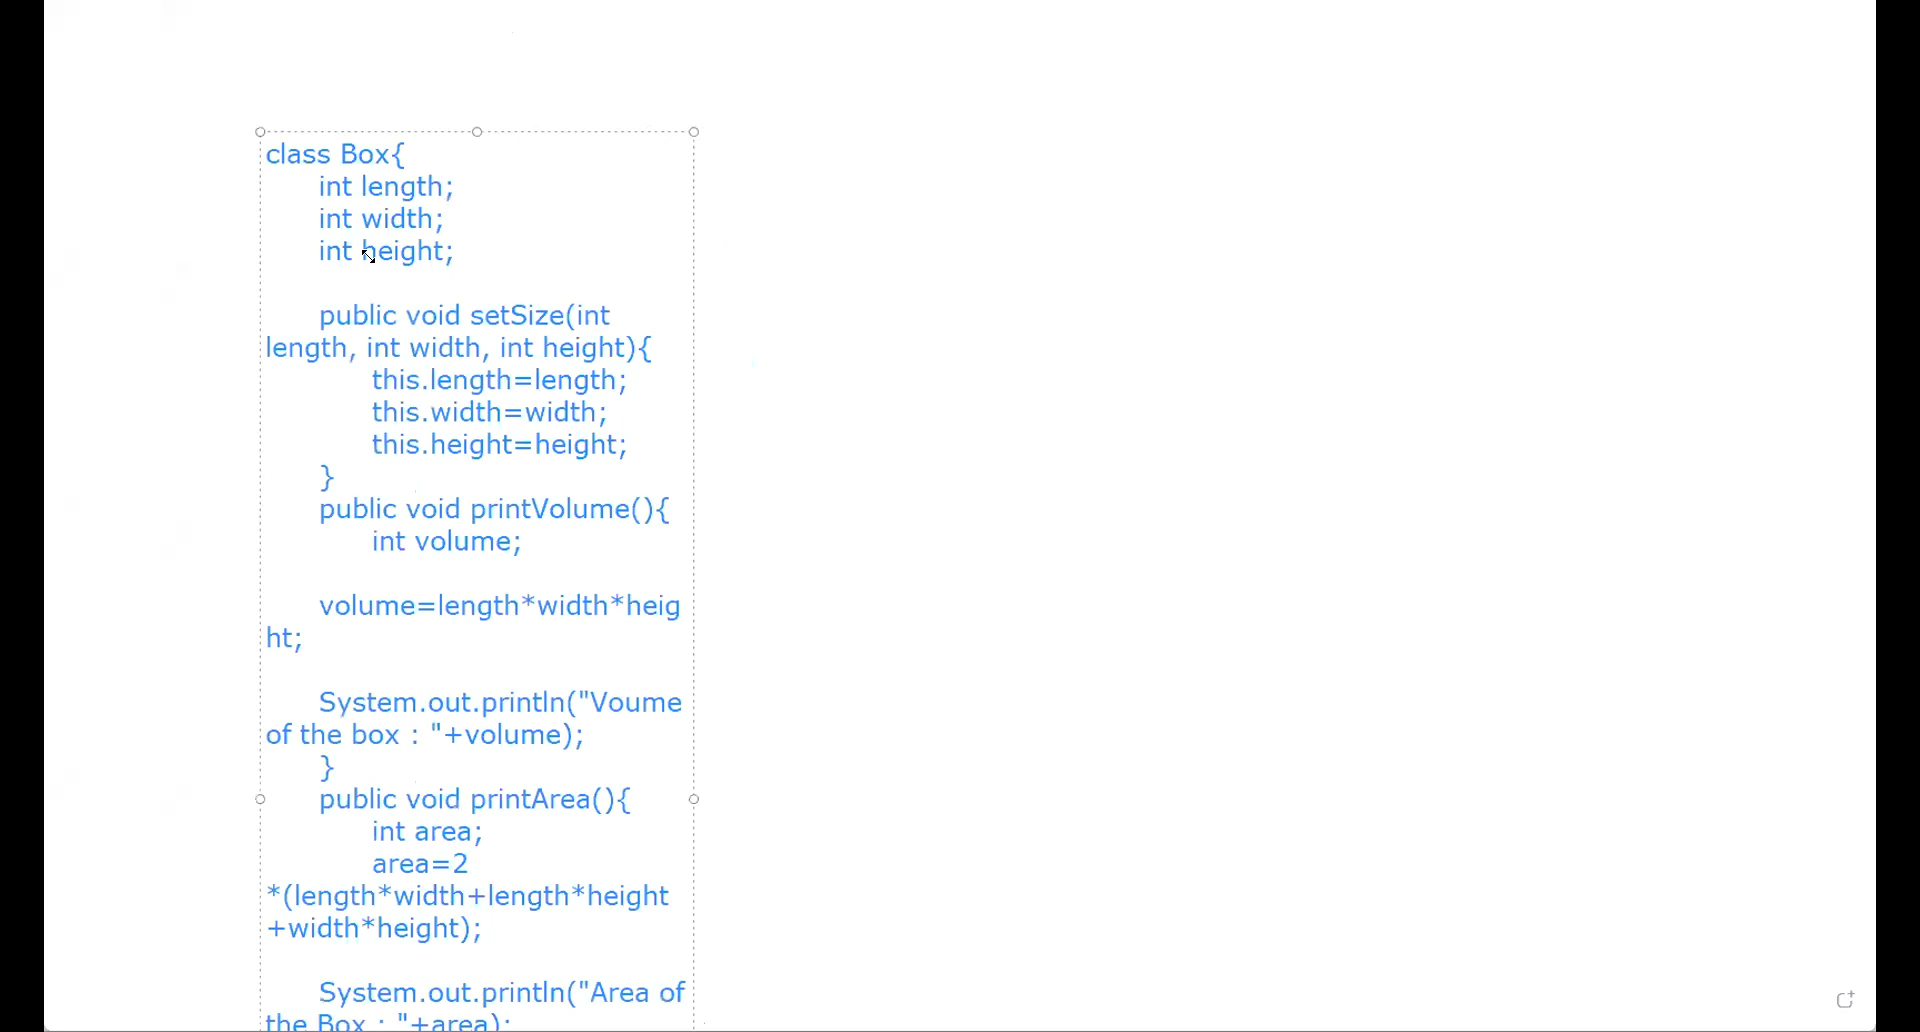 class Box{
int length;
int width;
int height;
public void setSize(int
length, int width, int height){
this.length=length;
this.width=width;
this.height=height;
}
public void printVolume(){
int volume;
volume=length*width*heig
ht;
System.out.println("Voume
of the box : "+volume);
}
public void printArea(){
int area;
area=2
*(length*width+length*height
+width*height);
System.out.println("Area of
the Box : "+area);